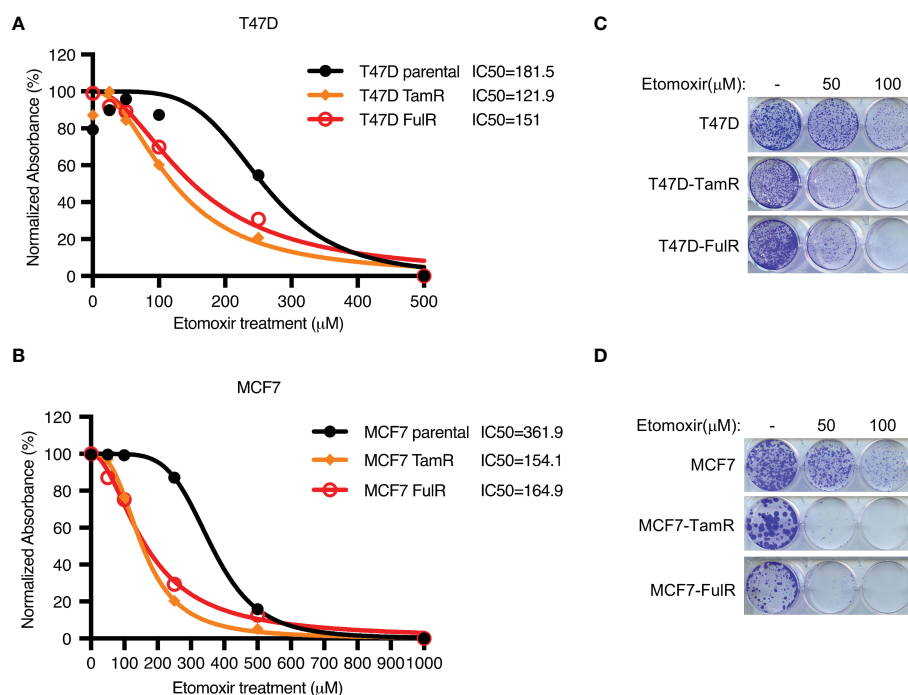 A
T47D
120
100
80
60
40
20
0
Normalized Absorbance (%)
T47D parental IC50=181.5
T47D TamR IC50=121.9
T47D FulR IC50=151
0 100 200 300 400 500
Etomoxir treatment (μM)
C
Etomoxir(μM): - 50 100
T47D
T47D-TamR
T47D-FulR
B
MCF7
120
100
80
60
40
20
0
Normalized Absorbance (%)
MCF7 parental IC50=361.9
MCF7 TamR IC50=154.1
MCF7 FulR IC50=164.9
0 100 200 300 400 500 600 700 800 900 1000
Etomoxir treatment (μM)
D
Etomoxir(μM): - 50 100
MCF7
MCF7-TamR
MCF7-FulR